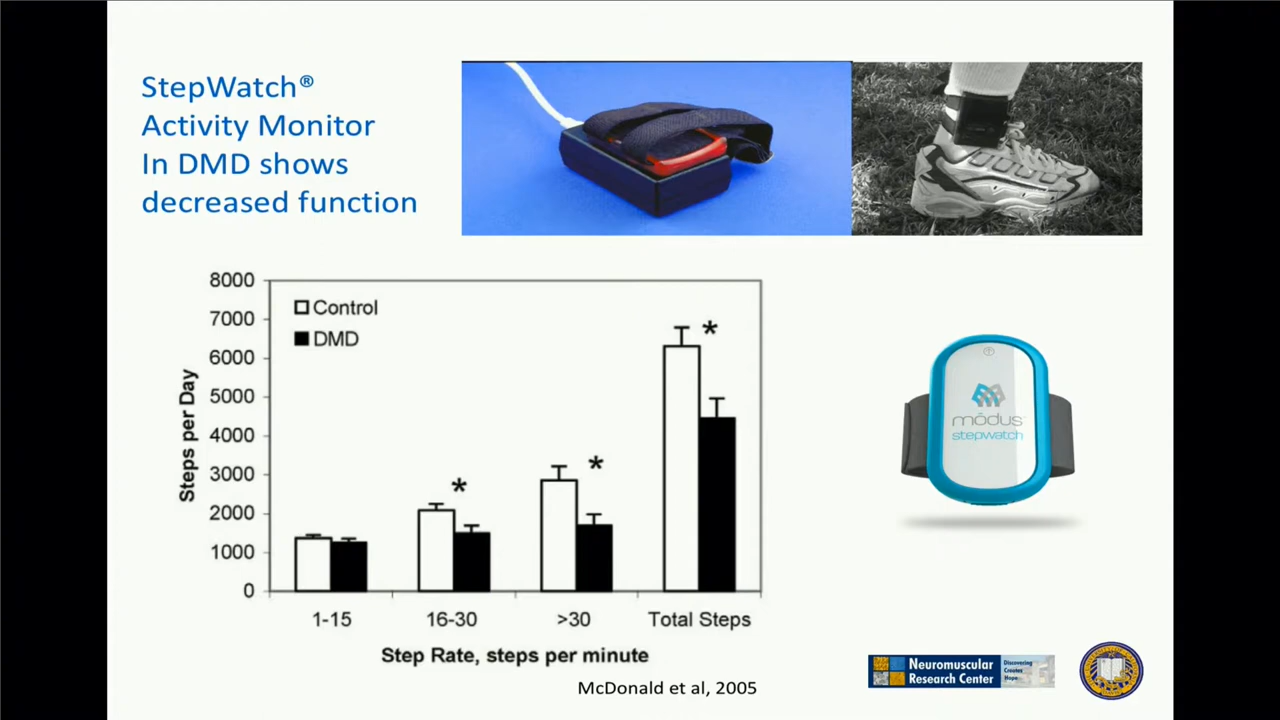 StepWatch®
Activity Monitor
In DMD shows
decreased function
8000
7000
6000
5000
4000
3000
2000
1000
0
Steps per Day
Control
DMD
*
*
*
1-15
16-30
>30
Total Steps
Step Rate, steps per minute
McDonald et al, 2005
mōdus
stepwatch
Neuromuscular
Research Center
Discovering
Creates
Hope